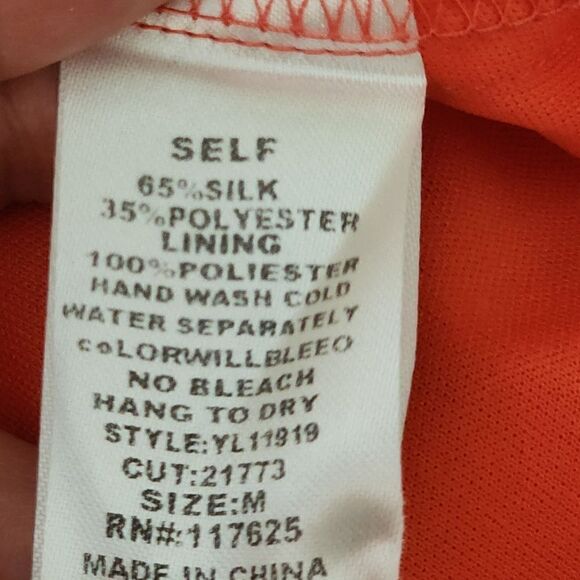 SELF
65%SILK
35%POLYESTER
LINING
100%POLIESTER
HAND WASH COLD
WATER SEPARATELY
coLORWILLBLEEO
NO BLEACH
HANG TO DRY
STYLE:YL11919
CUT:21773
SIZE:M
RN#:117625
MADE IN CHINA